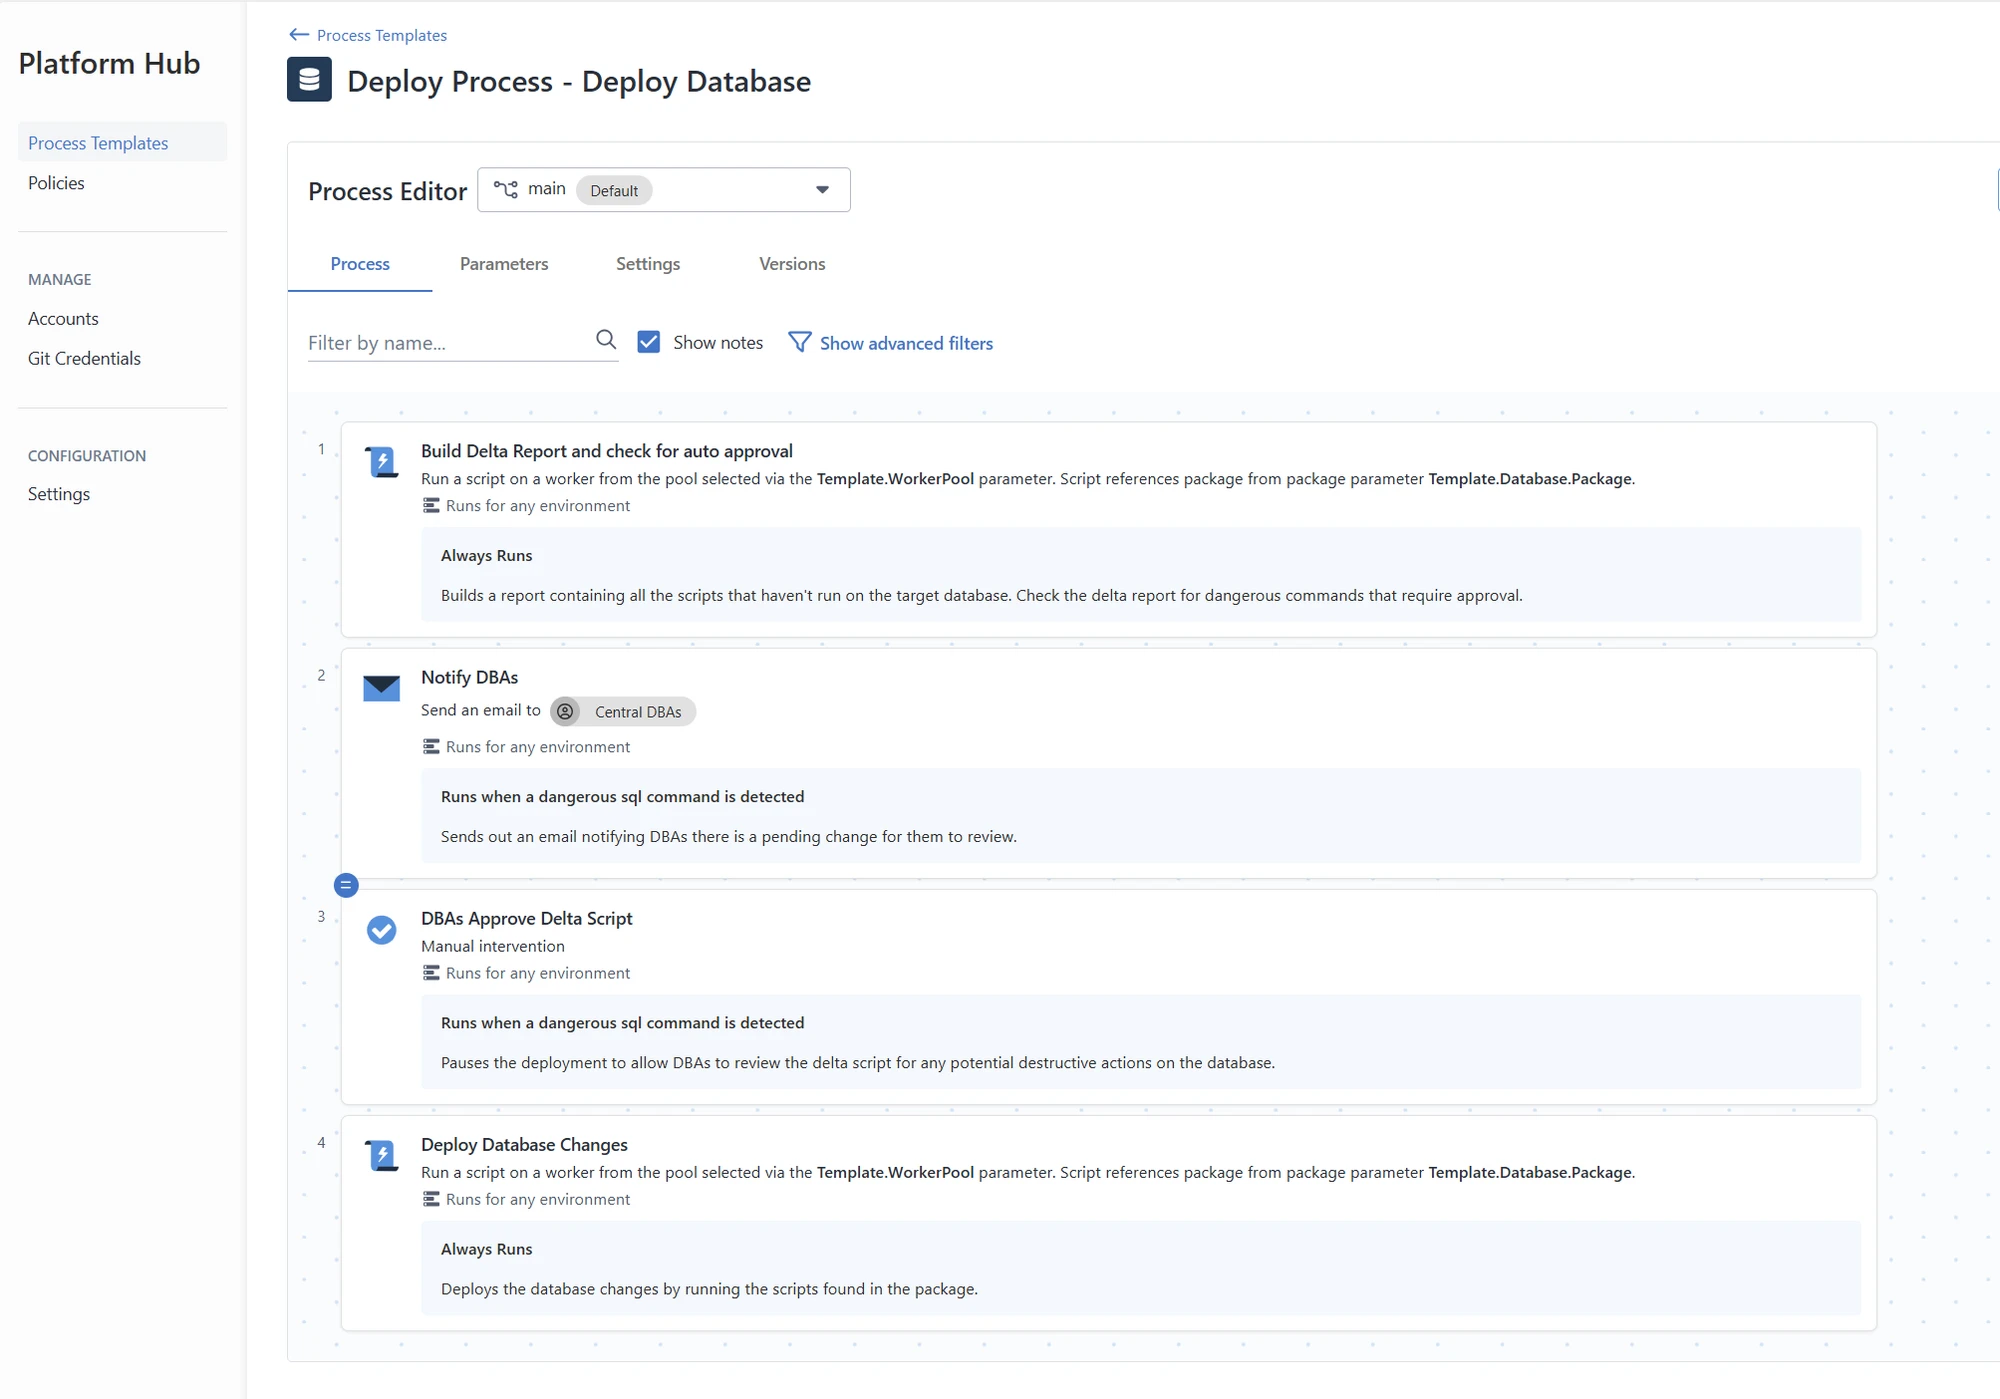 Platform Hub
Process Templates
Policies
MANAGE
Accounts
Git Credentials
CONFIGURATION
Settings
Process Templates
Deploy Process - Deploy Database
Process Editor
main Default
Process Parameters Settings Versions
Filter by name... Show notes Show advanced filters
1
Build Delta Report and check for auto approval
Run a script on a worker from the pool selected via the Template.WorkerPool parameter. Script references package from package parameter Template.Database.Package.
Runs for any environment
Always Runs
Builds a report containing all the scripts that haven't run on the target database. Check the delta report for dangerous commands that require approval.
2
Notify DBAs
Send an email to Central DBAs
Runs for any environment
Runs when a dangerous sql command is detected
Sends out an email notifying DBAs there is a pending change for them to review.
3
DBAs Approve Delta Script
Manual intervention
Runs for any environment
Runs when a dangerous sql command is detected
Pauses the deployment to allow DBAs to review the delta script for any potential destructive actions on the database.
4
Deploy Database Changes
Run a script on a worker from the pool selected via the Template.WorkerPool parameter. Script references package from package parameter Template.Database.Package.
Runs for any environment
Always Runs
Deploys the database changes by running the scripts found in the package.